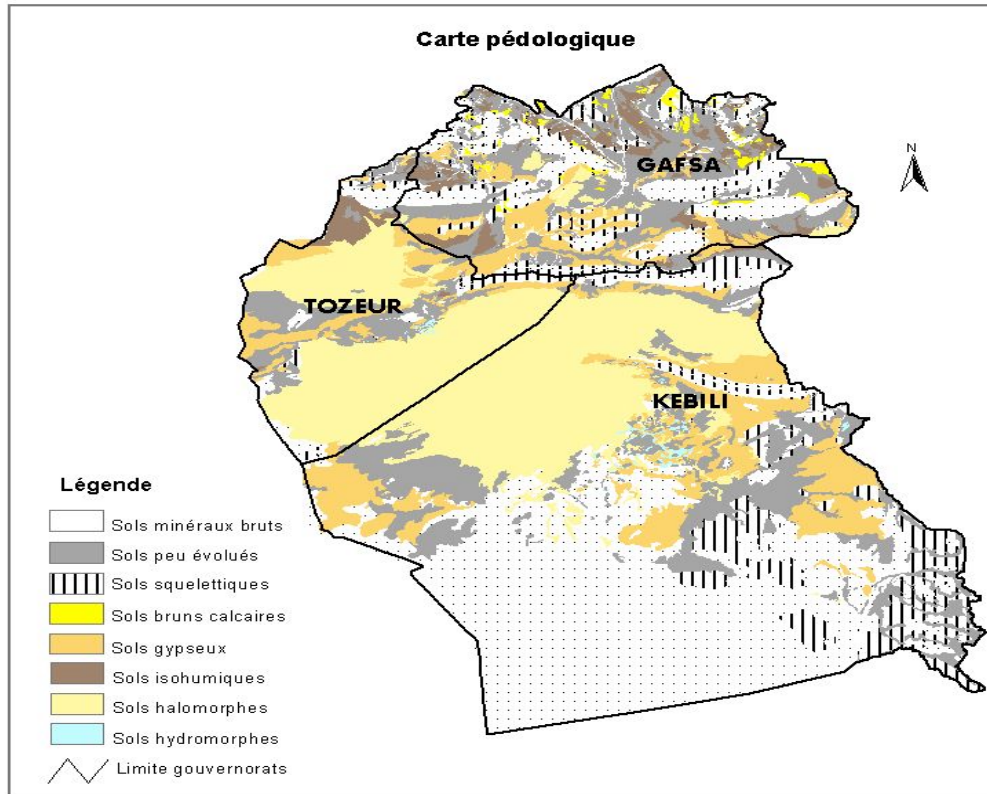 Carte pédologique
N
GAFSA
TOZEUR
KEBILI
Légende
Sols minéraux bruts
Sols peu évolués
Sols squelettiques
Sols bruns calcaires
Sols gypseux
Sols isohumiques
Sols halomorphes
Sols hydromorphes
Limite gouvernorats